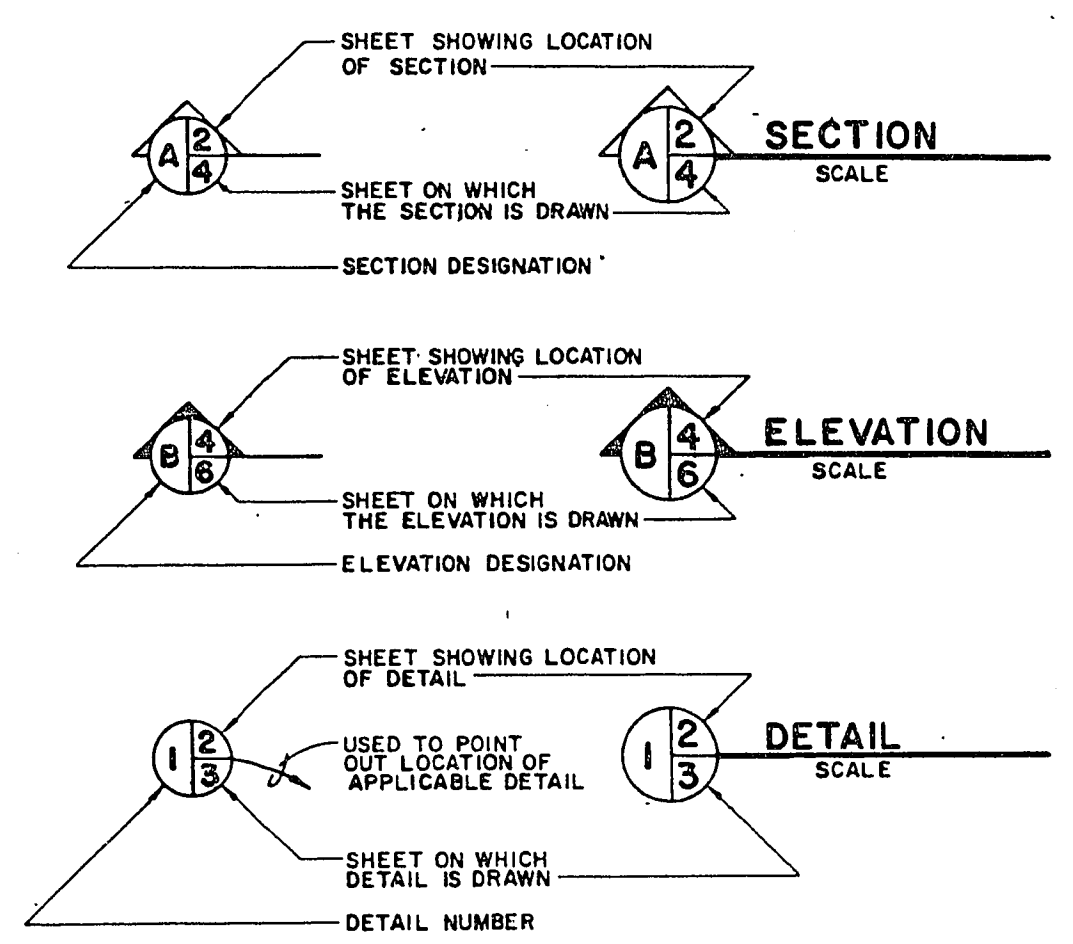 SHEET SHOWING LOCATION
OF SECTION
A 2 4
A 2 4
SECTION
SCALE
SHEET ON WHICH
THE SECTION IS DRAWN
SECTION DESIGNATION
SHEET SHOWING LOCATION
OF ELEVATION
B 4 6
B 4 6
ELEVATION
SCALE
SHEET ON WHICH
THE ELEVATION IS DRAWN
ELEVATION DESIGNATION
SHEET SHOWING LOCATION
OF DETAIL
1 2 3
USED TO POINT
OUT LOCATION OF
APPLICABLE DETAIL
1 2 3
DETAIL
SCALE
SHEET ON WHICH
DETAIL IS DRAWN
DETAIL NUMBER